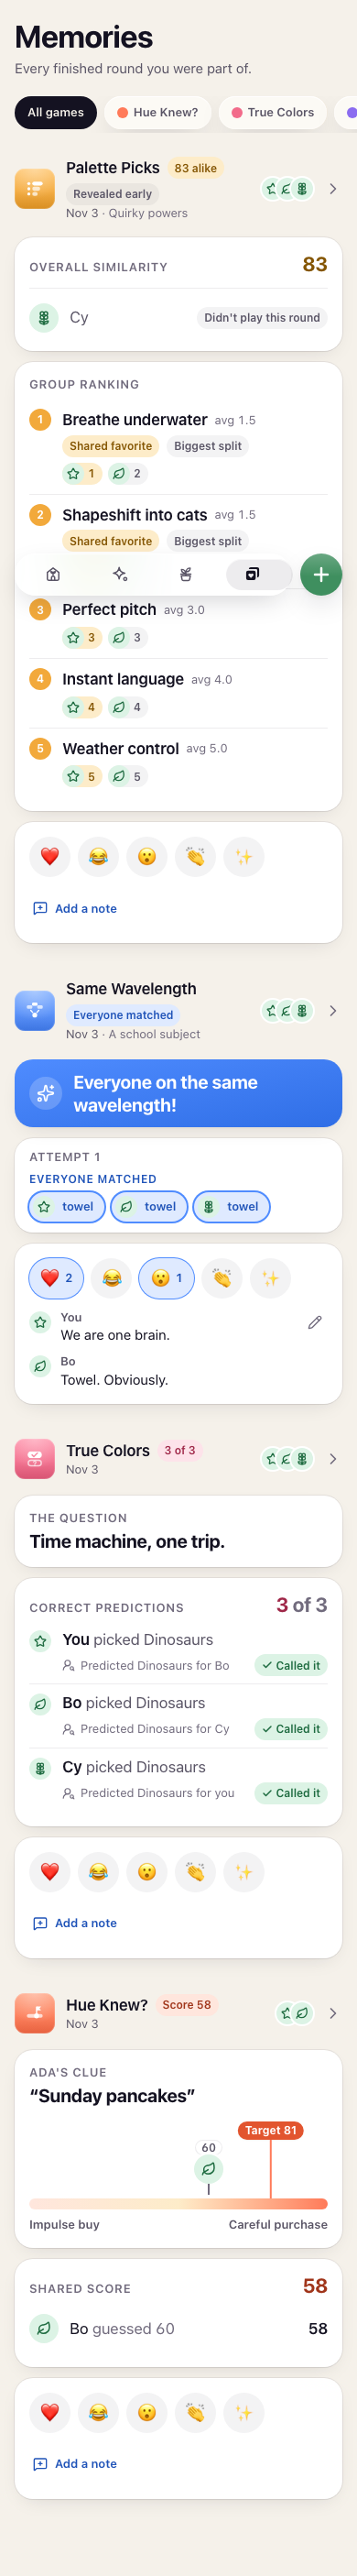 Memories
Every finished round you were part of.
All games
Hue Knew?
True Colors
Palette Picks
83 alike
Revealed early
Nov 3 · Quirky powers
OVERALL SIMILARITY
83
Cy
Didn't play this round
GROUP RANKING
1
Breathe underwater
avg 1.5
Shared favorite
Biggest split
1
2
2
Shapeshift into cats
avg 1.5
Shared favorite
Biggest split
3
Perfect pitch
avg 3.0
3
3
4
Instant language
avg 4.0
4
4
5
Weather control
avg 5.0
5
5
Add a note
Same Wavelength
Everyone matched
Nov 3 · A school subject
Everyone on the same
wavelength!
ATTEMPT 1
EVERYONE MATCHED
towel
towel
towel
2
1
You
We are one brain.
Bo
Towel. Obviously.
True Colors
3 of 3
Nov 3
THE QUESTION
Time machine, one trip.
CORRECT PREDICTIONS
3 of 3
You picked Dinosaurs
Predicted Dinosaurs for Bo
Called it
Bo picked Dinosaurs
Predicted Dinosaurs for Cy
Called it
Cy picked Dinosaurs
Predicted Dinosaurs for you
Called it
Add a note
Hue Knew?
Score 58
Nov 3
ADA'S CLUE
“Sunday pancakes”
Target 81
60
Impulse buy
Careful purchase
SHARED SCORE
58
Bo guessed 60
58
Add a note